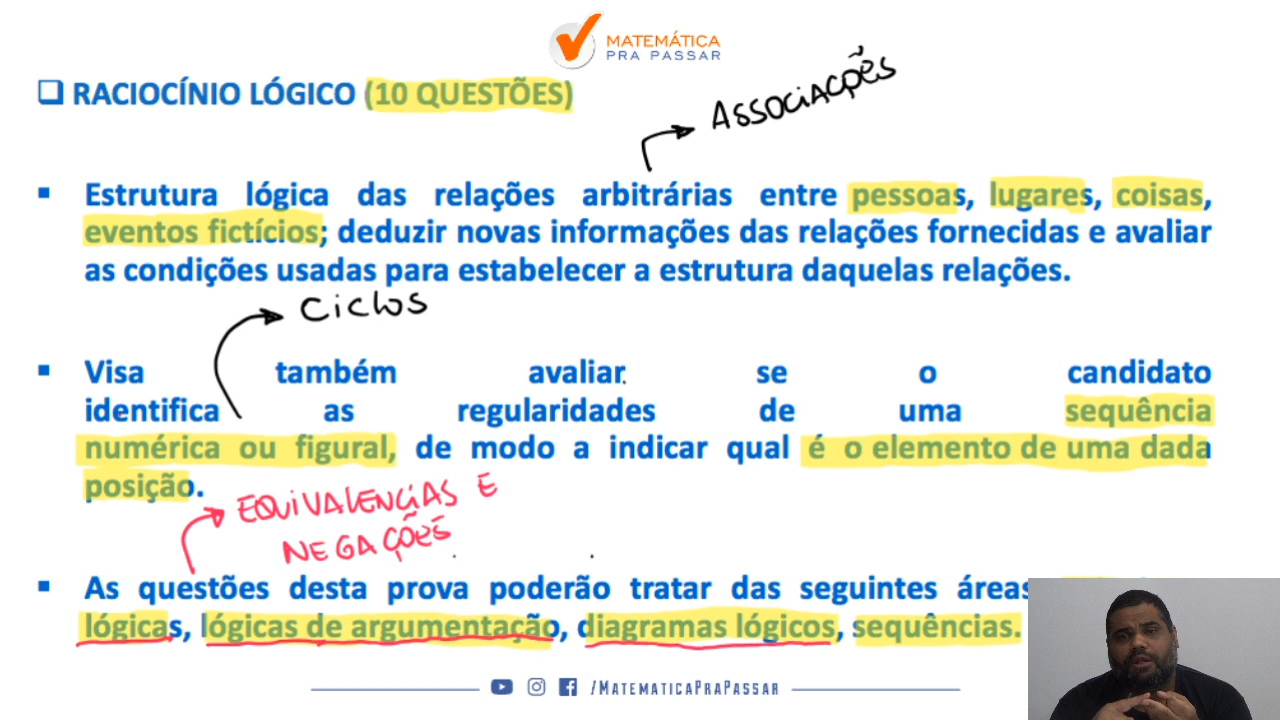 MATEMÁTICA
PRA PASSAR
RACIOCÍNIO LÓGICO (10 QUESTÕES)
ASSOCIAÇÕES
Estrutura lógica das relações arbitrárias entre pessoas, lugares, coisas,
eventos fictícios; deduzir novas informações das relações fornecidas e avaliar
as condições usadas para estabelecer a estrutura daquelas relações.
Ciclos
Visa também avaliar se o candidato
identifica as regularidades de uma sequência
numérica ou figural, de modo a indicar qual é o elemento de uma dada
posição.
EQUIVALENCIAS E
NEGAÇÕES
As questões desta prova poderão tratar das seguintes áreas
lógicas, lógicas de argumentação, diagramas lógicos, sequências.
/MATEMATICAPRAPASSAR